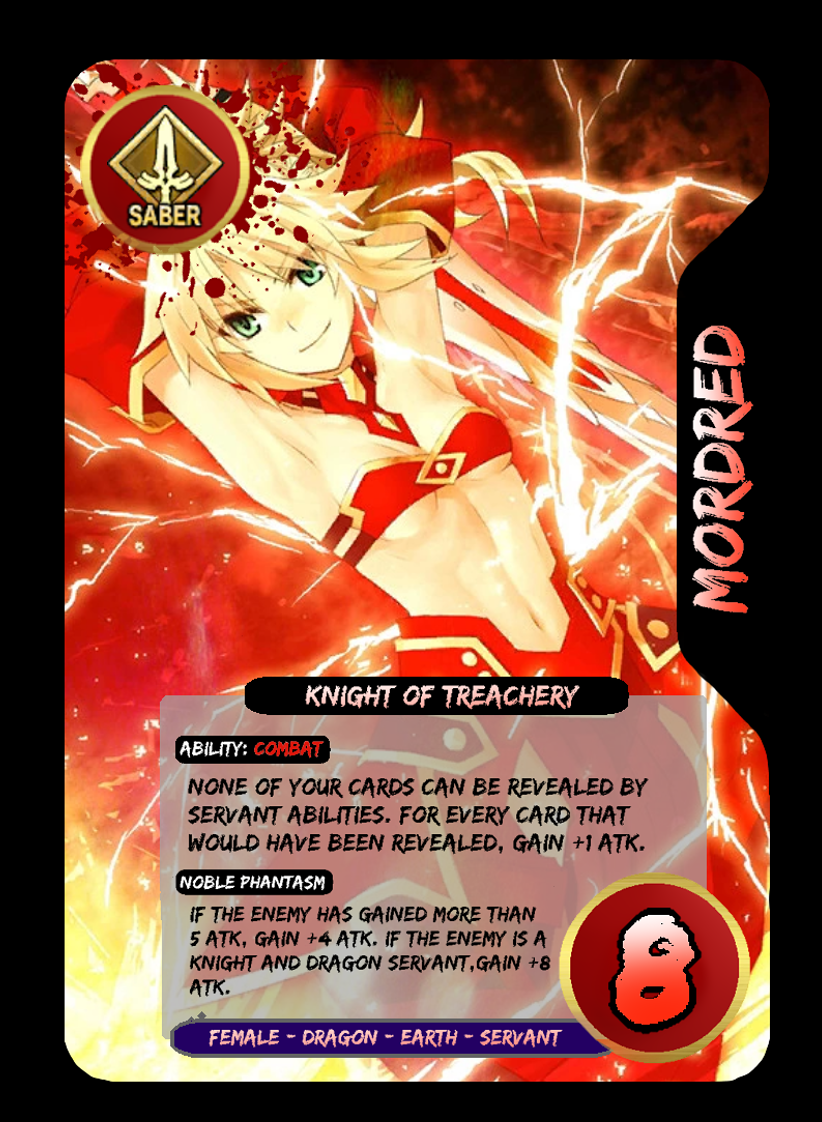 SABER
MORDRED
KNIGHT OF TREACHERY
ABILITY: COMBAT
NONE OF YOUR CARDS CAN BE REVEALED BY
SERVANT ABILITIES. FOR EVERY CARD THAT
WOULD HAVE BEEN REVEALED, GAIN +1 ATK.
NOBLE PHANTASM
IF THE ENEMY HAS GAINED MORE THAN
5 ATK, GAIN +4 ATK. IF THE ENEMY IS A
KNIGHT AND DRAGON SERVANT,GAIN +8
ATK.
8
FEMALE - DRAGON - EARTH - SERVANT